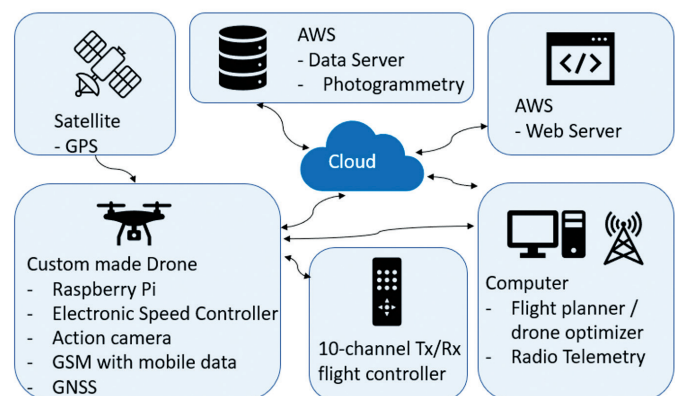 Satellite
- GPS
AWS
- Data Server
- Photogrammetry
</>
AWS
- Web Server
Cloud
Custom made Drone
- Raspberry Pi
- Electronic Speed Controller
- Action camera
- GSM with mobile data
- GNSS
10-channel Tx/Rx
flight controller
Computer
- Flight planner /
drone optimizer
- Radio Telemetry